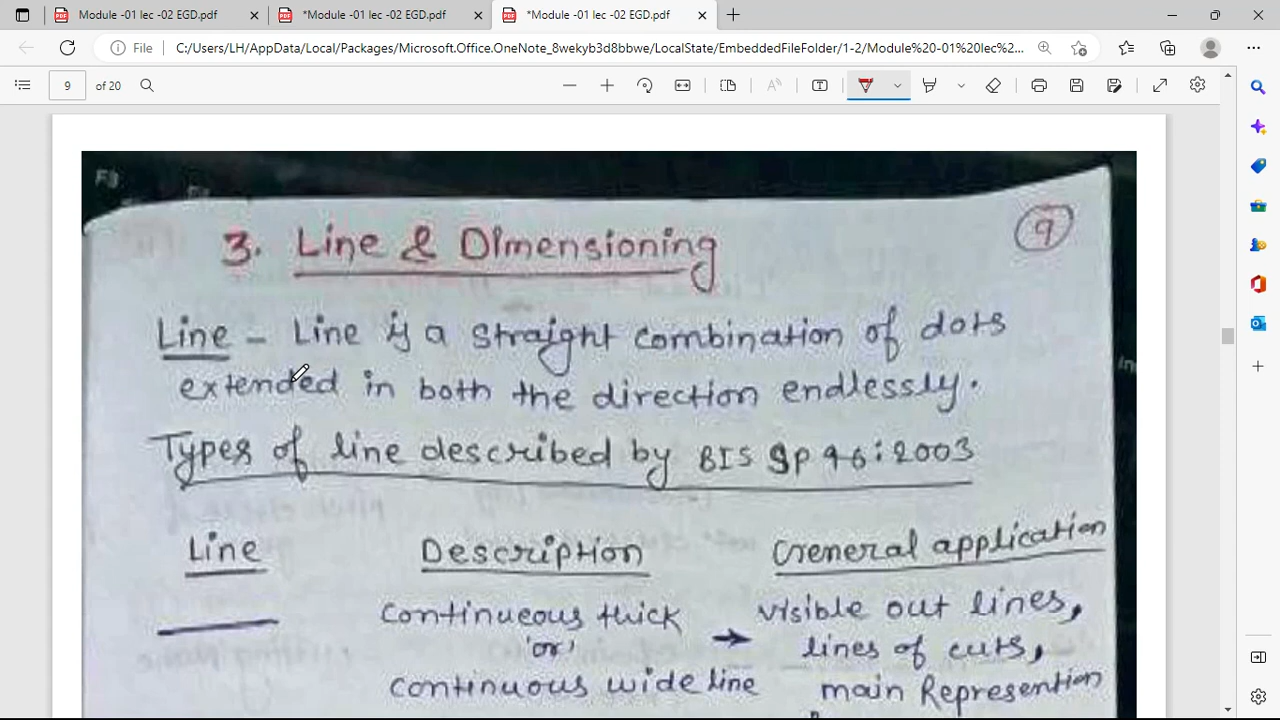 Module -01 lec -02 EGD.pdf
*Module -01 lec -02 EGD.pdf
*Module -01 lec -02 EGD.pdf
File
C:/Users/LH/AppData/Local/Packages/Microsoft.Office.OneNote_8wekyb3d8bbwe/LocalState/EmbeddedFileFolder/1-2/Module%20-01%20lec%2...
9 of 20
F3
9
3. Line & DImensioning
Line - Line is a straight combination of dots
extended in both the direction endlessly.
Types of line described by BIS SP 46:2003
Line Description General application
continueous thick visible out lines,
'or' → lines of cuts,
continuous wide line main Represention